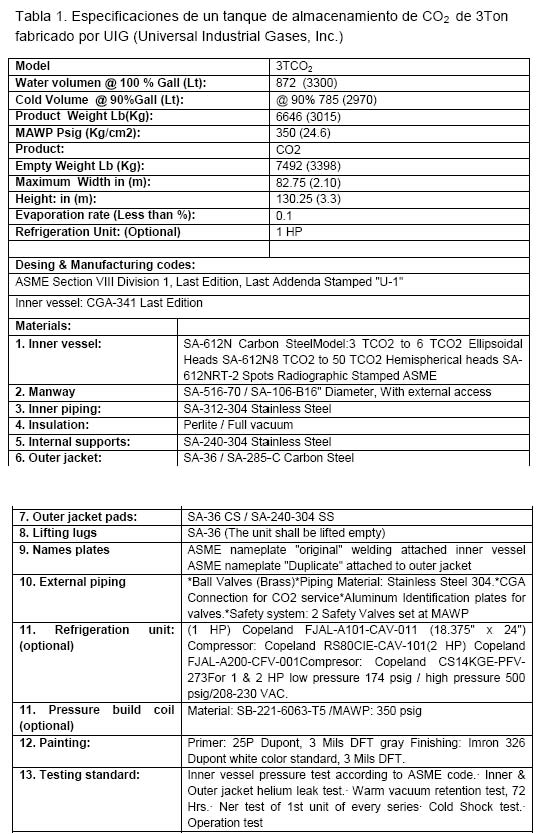 Tabla 1. Especificaciones de un tanque de almacenamiento de CO2 de 3Ton
fabricado por UIG (Universal Industrial Gases, Inc.)
Model 3TCO2
Water volumen @ 100 % Gall (Lt): 872 (3300)
Cold Volume @ 90%Gall (Lt): @ 90% 785 (2970)
Product Weight Lb(Kg): 6646 (3015)
MAWP Psig (Kg/cm2): 350 (24.6)
Product: CO2
Empty Weight Lb (Kg): 7492 (3398)
Maximum Width in (m): 82.75 (2.10)
Height: in (m): 130.25 (3.3)
Evaporation rate (Less than %): 0.1
Refrigeration Unit: (Optional) 1 HP
Desing & Manufacturing codes:
ASME Section VIII Division 1, Last Edition, Last Addenda Stamped "U-1"
Inner vessel: CGA-341 Last Edition
Materials:
1. Inner vessel: SA-612N Carbon SteelModel:3 TCO2 to 6 TCO2 Ellipsoidal
Heads SA-612N8 TCO2 to 50 TCO2 Hemispherical heads SA-
612NRT-2 Spots Radiographic Stamped ASME
2. Manway SA-516-70 / SA-106-B16" Diameter, With external access
3. Inner piping: SA-312-304 Stainless Steel
4. Insulation: Perlite / Full vacuum
5. Internal supports: SA-240-304 Stainless Steel
6. Outer jacket: SA-36 / SA-285-C Carbon Steel
7. Outer jacket pads: SA-36 CS / SA-240-304 SS
8. Lifting lugs SA-36 (The unit shall be lifted empty)
9. Names plates ASME nameplate "original" welding attached inner vessel
ASME nameplate "Duplicate" attached to outer jacket
10. External piping *Ball Valves (Brass)*Piping Material: Stainless Steel 304.*CGA
Connection for CO2 service*Aluminum Identification plates for
valves.*Safety system: 2 Safety Valves set at MAWP
11. Refrigeration unit: (1 HP) Copeland FJAL-A101-CAV-011 (18.375" x 24")
(optional) Compressor: Copeland RS80CIE-CAV-101(2 HP) Copeland
FJAL-A200-CFV-001Compresor: Copeland CS14KGE-PFV-
273For 1 & 2 HP low pressure 174 psig / high pressure 500
psig/208-230 VAC.
11. Pressure build coil Material: SB-221-6063-T5 /MAWP: 350 psig
(optional)
12. Painting: Primer: 25P Dupont, 3 Mils DFT gray Finishing: Imron 326
Dupont white color standard, 3 Mils DFT.
13. Testing standard: Inner vessel pressure test according to ASME code.· Inner &
Outer jacket helium leak test.· Warm vacuum retention test, 72
Hrs.· Ner test of 1st unit of every series· Cold Shock test.·
Operation test